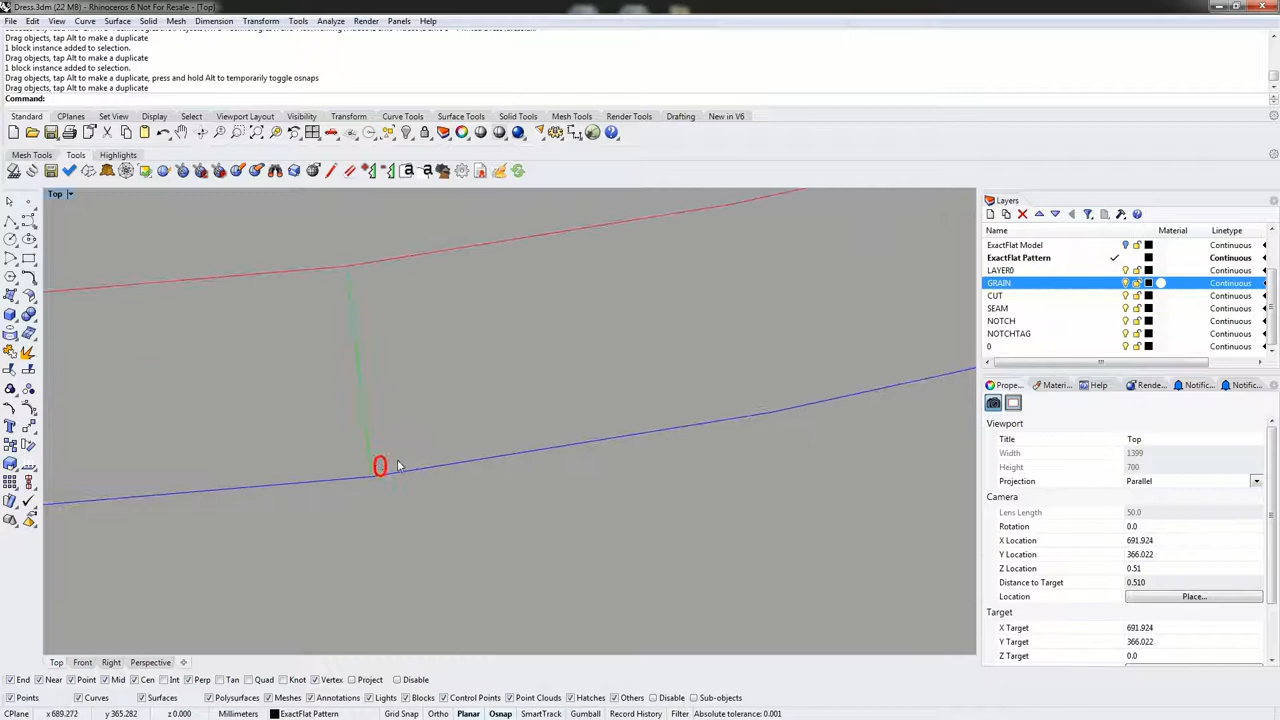 Dress.3dm (22 MB) - Rhinoceros 6 Not For Resale - [Top]
File Edit View Curve Surface Solid Mesh Dimension Transform Tools Analyze Render Panels Help
Drag objects, tap Alt to make a duplicate
1 block instance added to selection.
Drag objects, tap Alt to make a duplicate
1 block instance added to selection.
Drag objects, tap Alt to make a duplicate, press and hold Alt to temporarily toggle osnaps
Drag objects, tap Alt to make a duplicate
Command:
Standard CPlanes Set View Display Select Viewport Layout Visibility Transform Curve Tools Surface Tools Solid Tools Mesh Tools Render Tools Drafting New in V6
Mesh Tools Tools Highlights
Top
0
Layers
Name Material Linetype
ExactFlat Model Continuous
ExactFlat Pattern Continuous
LAYER0 Continuous
GRAIN Continuous
CUT Continuous
SEAM Continuous
NOTCH Continuous
NOTCHTAG Continuous
0 Continuous
Prope... Materi... Help Rende... Notific... Notific...
Viewport
Title Top
Width 1399
Height 700
Projection Parallel
Camera
Lens Length 50.0
Rotation 0.0
X Location 691.924
Y Location 366.022
Z Location 0.51
Distance to Target 0.510
Location Place...
Target
X Target 691.924
Y Target 366.022
Z Target 0.0
Top Front Right Perspective
End Near Point Mid Cen Int Perp Tan Quad Knot Vertex Project Disable
Points Curves Surfaces Polysurfaces Meshes Annotations Lights Blocks Control Points Point Clouds Hatches Others Disable Sub-objects
CPlane x 689.272 y 365.282 z 0.000 Millimeters ExactFlat Pattern Grid Snap Ortho Planar Osnap SmartTrack Gumball Record History Filter Absolute tolerance: 0.001